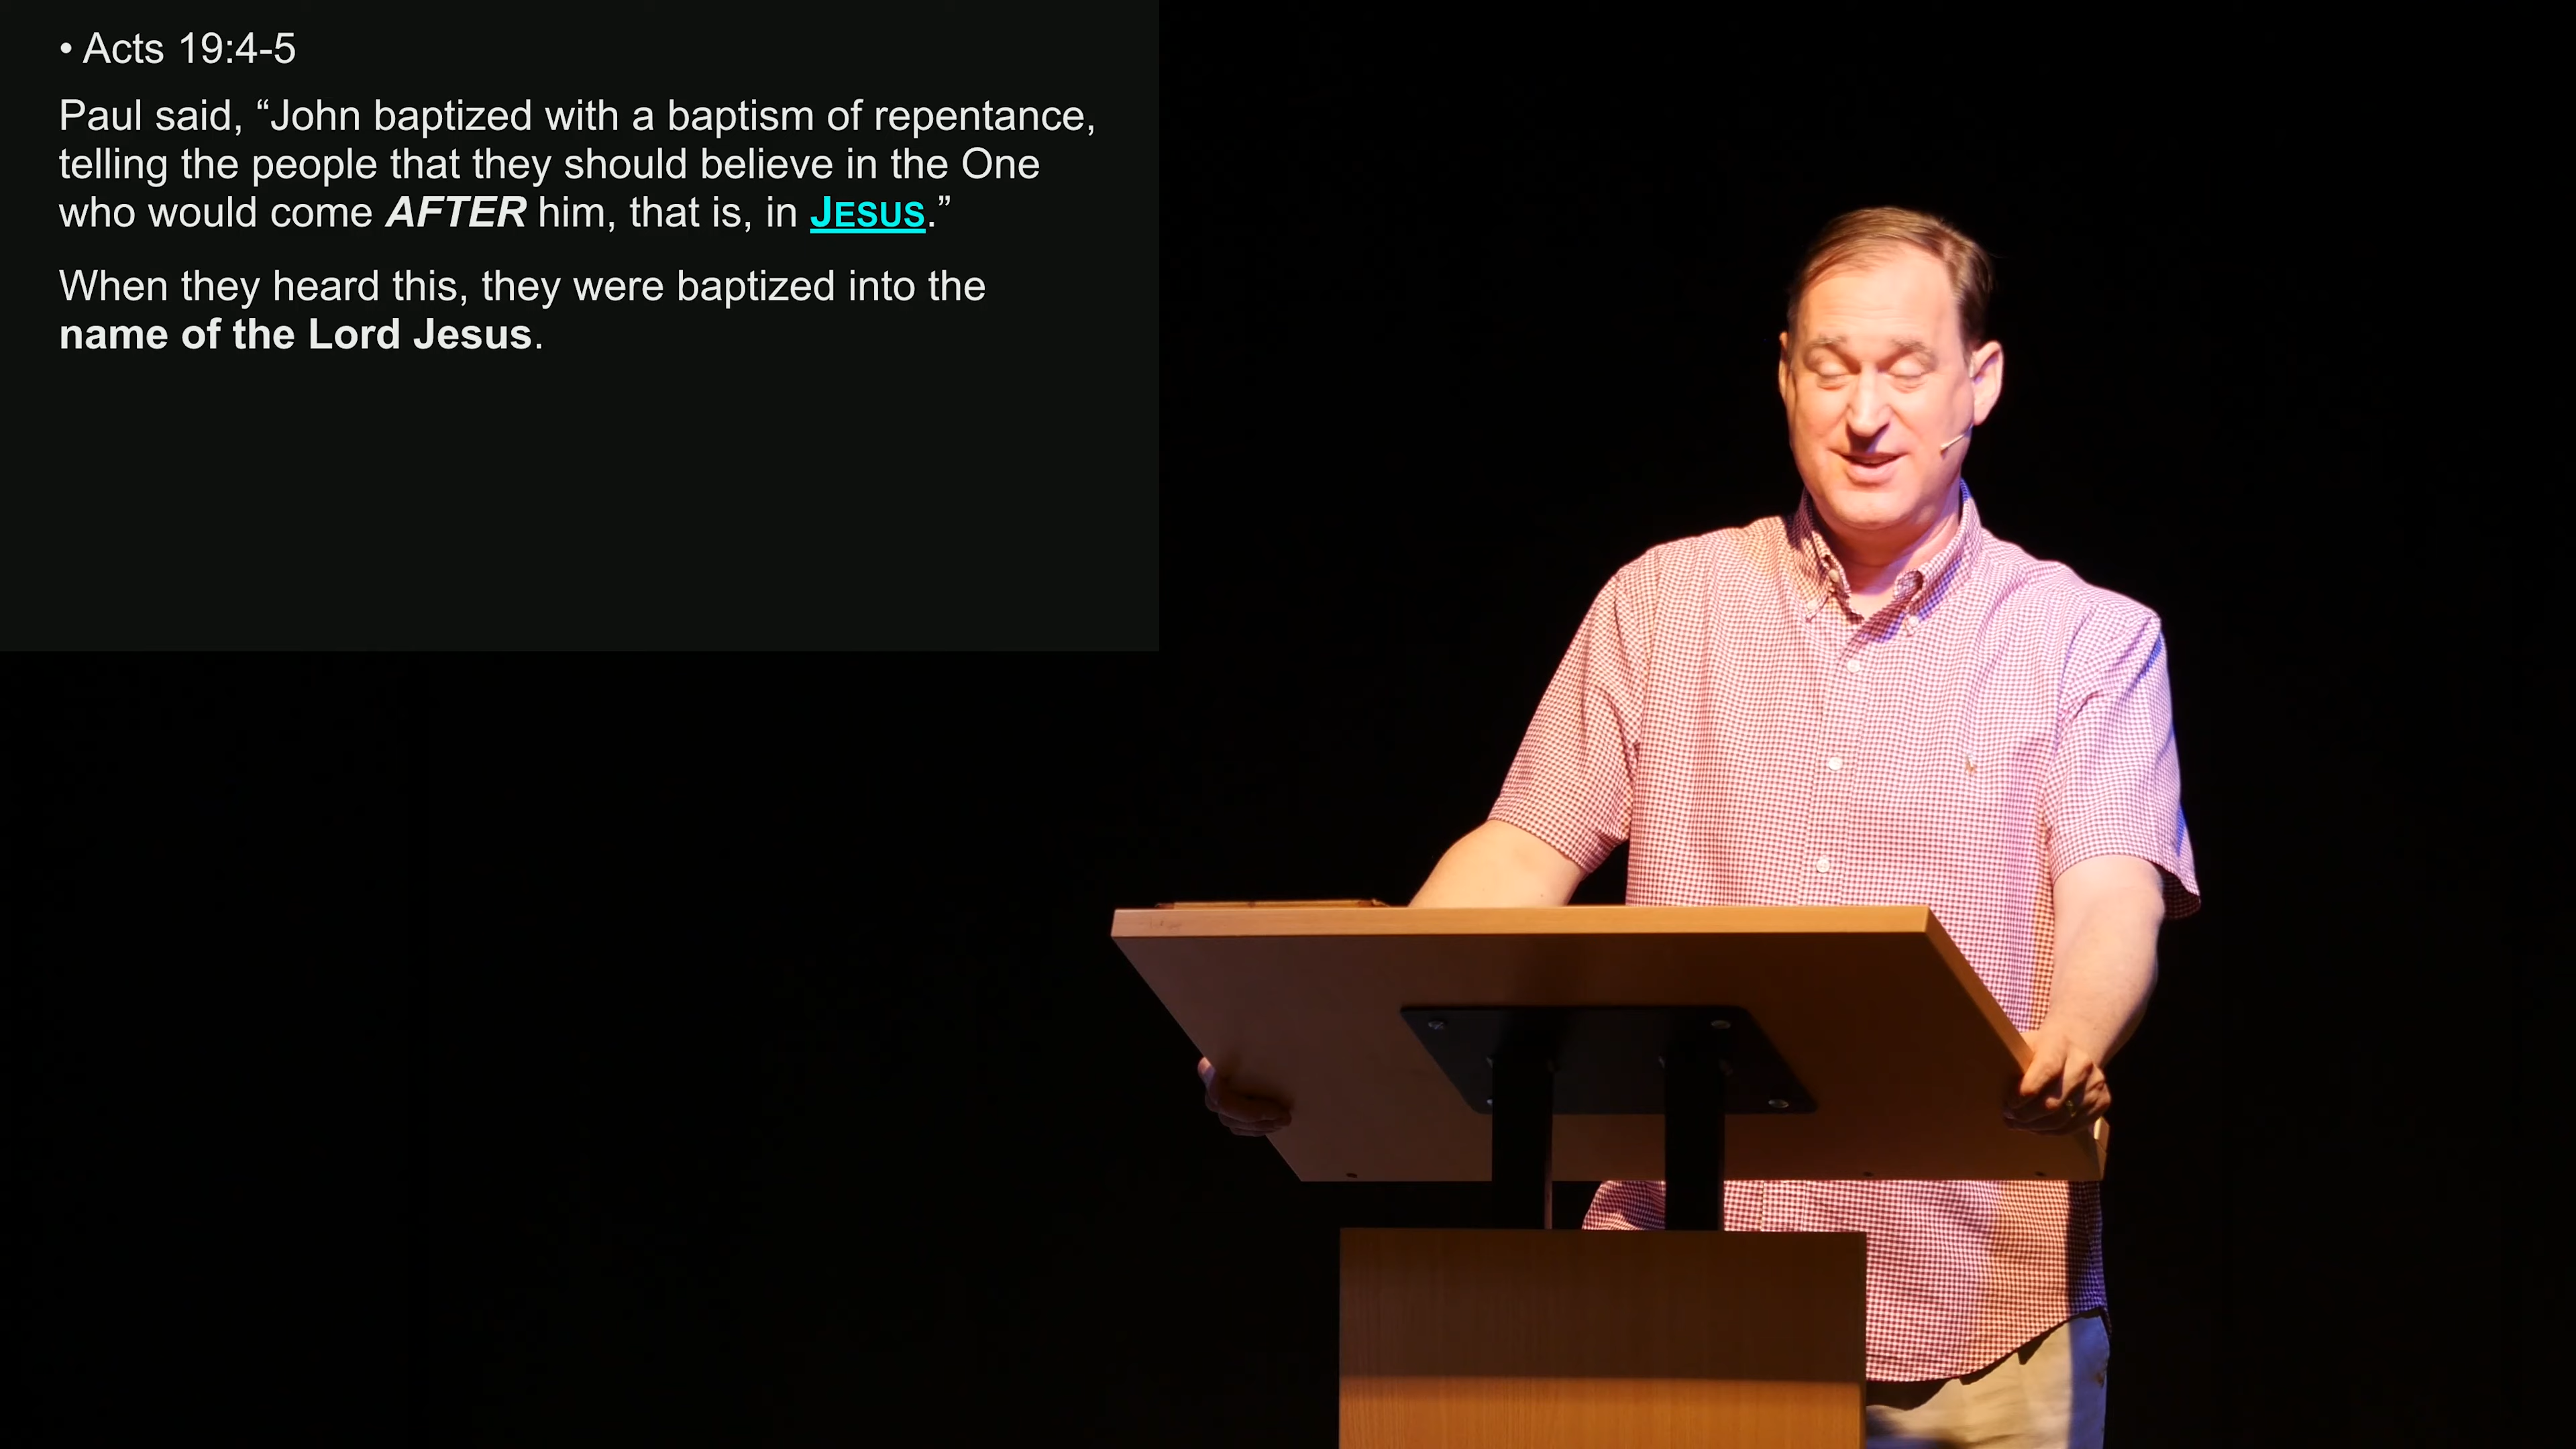 • Acts 19:4-5
Paul said, “John baptized with a baptism of repentance,
telling the people that they should believe in the One
who would come AFTER him, that is, in JESUS.”
When they heard this, they were baptized into the
name of the Lord Jesus.